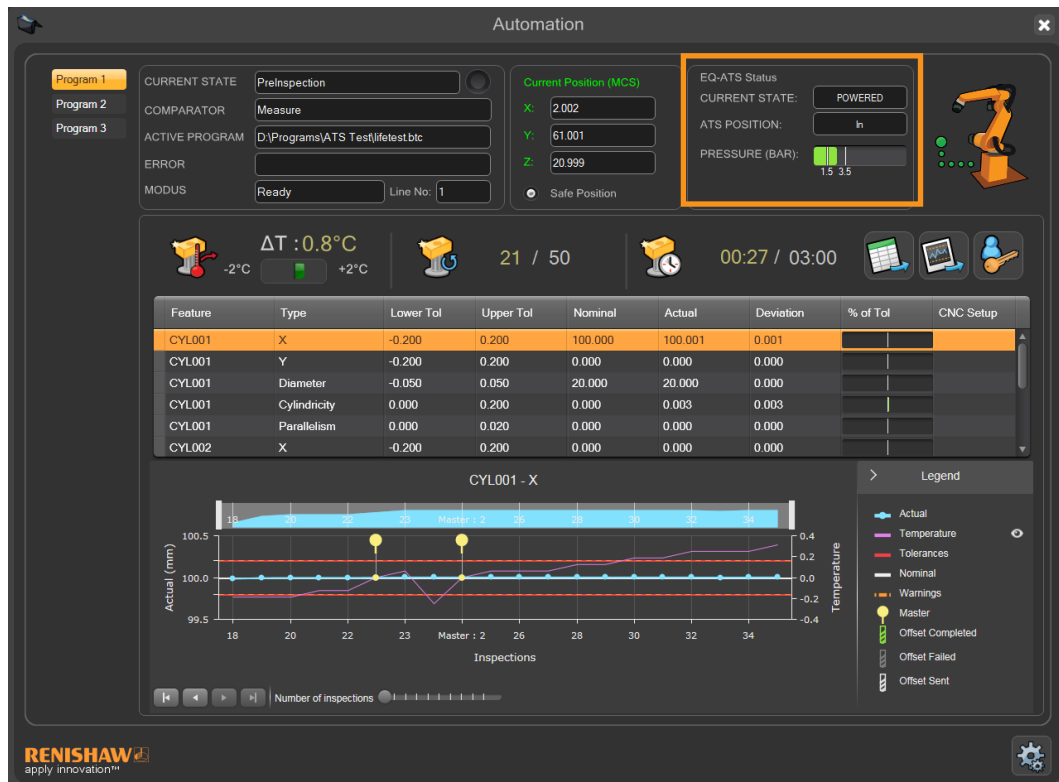 Automation
Program 1
Program 2
Program 3
CURRENT STATE PreInspection
COMPARATOR Measure
ACTIVE PROGRAM D:\Programs\ATS Test\lifetest.btc
ERROR
MODUS Ready Line No: 1
Current Position (MCS)
X: 2.002
Y: 61.001
Z: 20.999
Safe Position
EQ-ATS Status
CURRENT STATE: POWERED
ATS POSITION: In
PRESSURE (BAR):
1.5 3.5
ΔT : 0.8°C
-2°C +2°C
21 / 50
00:27 / 03:00
Feature Type Lower Tol Upper Tol Nominal Actual Deviation % of Tol CNC Setup
CYL001 X -0.200 0.200 100.000 100.001 0.001
CYL001 Y -0.200 0.200 0.000 0.000 0.000
CYL001 Diameter -0.050 0.050 20.000 20.000 0.000
CYL001 Cylindricity 0.000 0.200 0.000 0.003 0.003
CYL001 Parallelism 0.000 0.020 0.000 0.000 0.000
CYL002 X -0.200 0.200 0.000 0.000 0.000
CYL001 - X
18 20 22 23 Master : 2 26 28 30 32 34
Actual (mm)
100.5
100.0
99.5
0.4
0.2
0.0
-0.2
-0.4
Temperature
18 20 22 23 Master : 2 26 28 30 32 34
Inspections
Number of inspections
Legend
Actual
Temperature
Tolerances
Nominal
Warnings
Master
Offset Completed
Offset Failed
Offset Sent
RENISHAW
apply innovation™